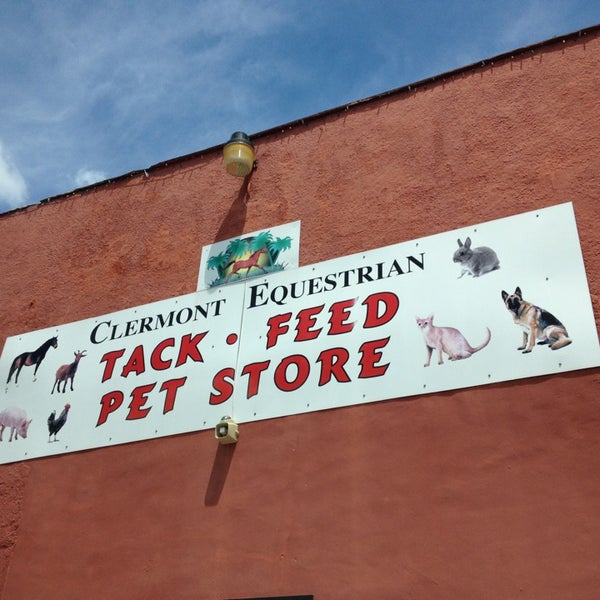 CLERMONT EQUESTRIAN
TACK • FEED
PET STORE